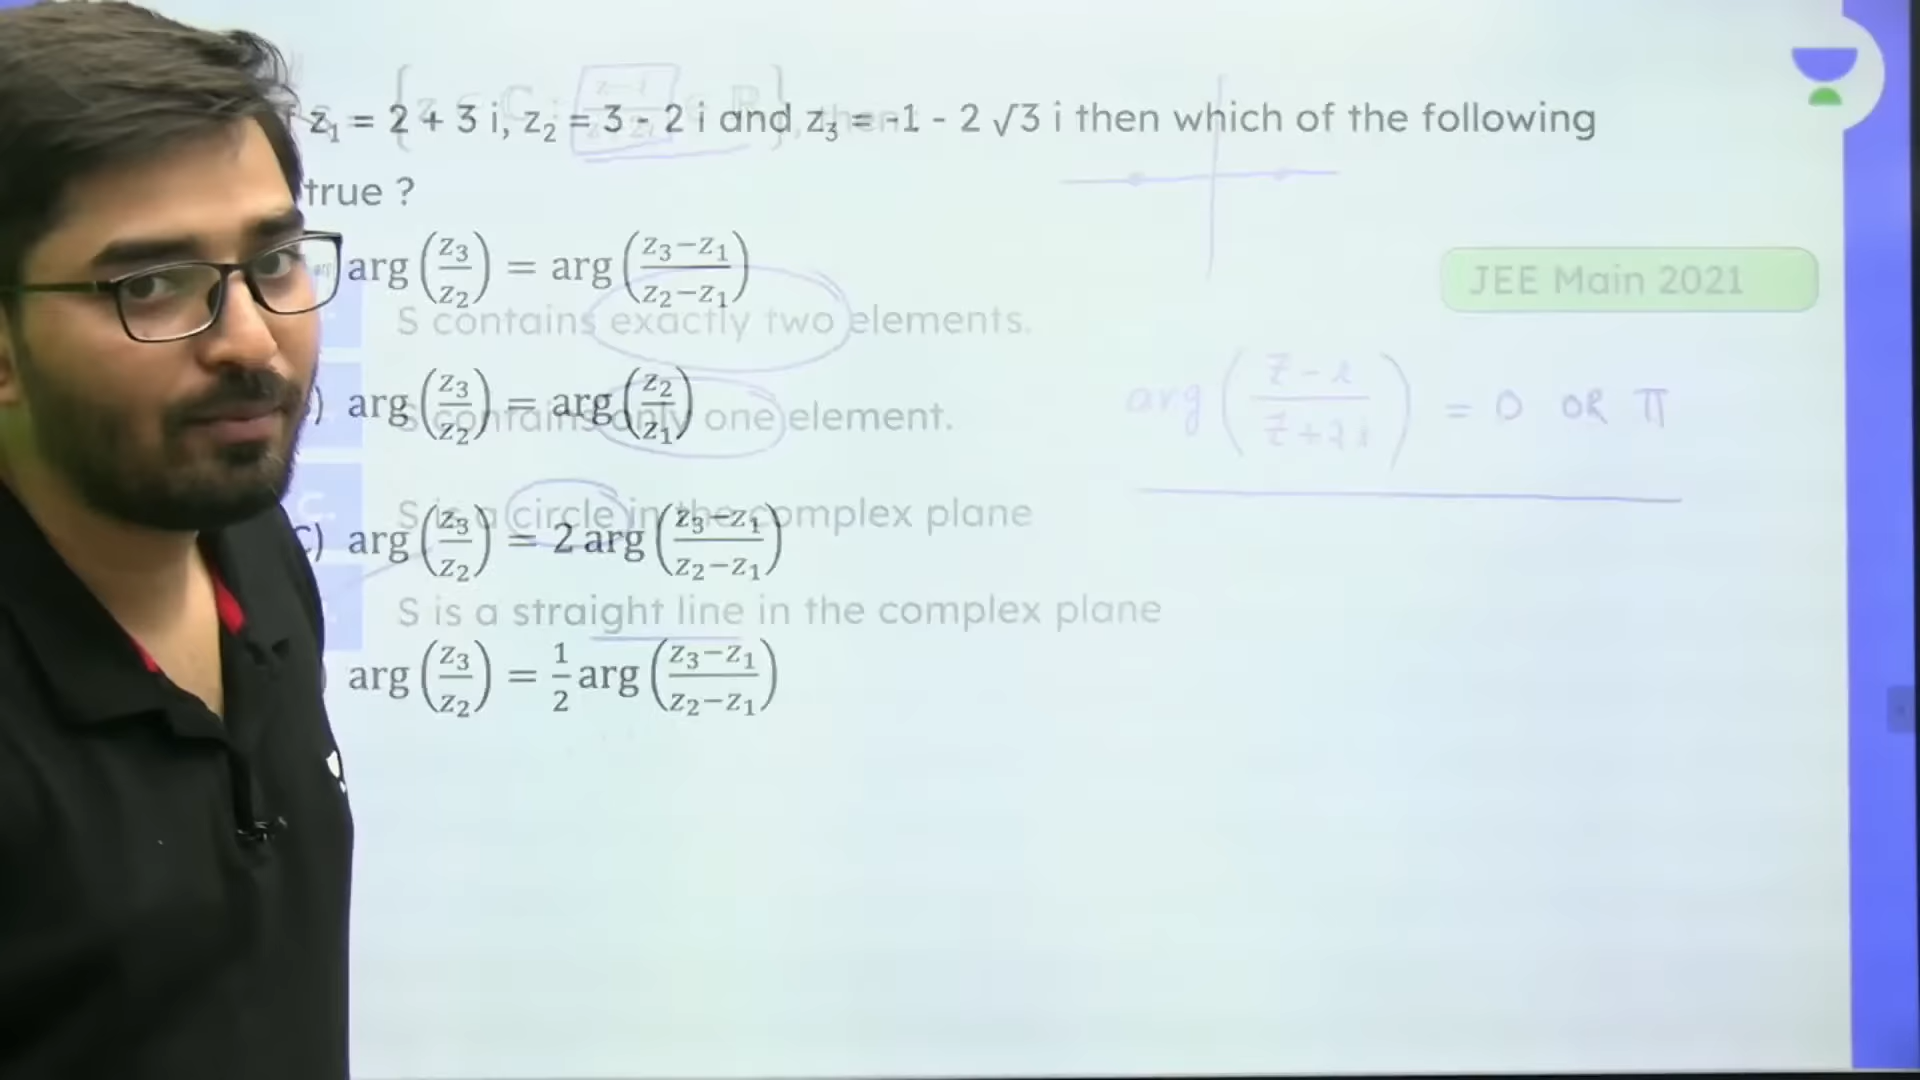 z₁ = 2 + 3 i, z₂ = 3 - 2 i and z₃ = -1 - 2 √3 i then which of the following
true ?
arg (z₃/z₂) = arg (z₃−z₁/z₂−z₁)
JEE Main 2021
S contains exactly two elements.
) arg (z₃/z₂) = arg (z₂/z₁)
S contains only one element.
arg ( / ) = 0 OR π
C. S is a circle in the complex plane
C) arg (z₃/z₂) = 2 arg (z₃−z₁/z₂−z₁)
S is a straight line in the complex plane
arg (z₃/z₂) = 1/2 arg (z₃−z₁/z₂−z₁)